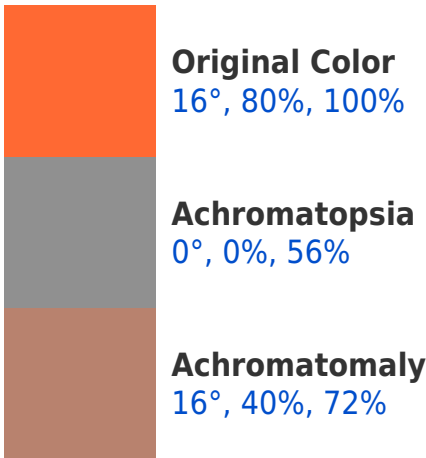 Original Color
16°, 80%, 100%
Achromatopsia
0°, 0%, 56%
Achromatomaly
16°, 40%, 72%